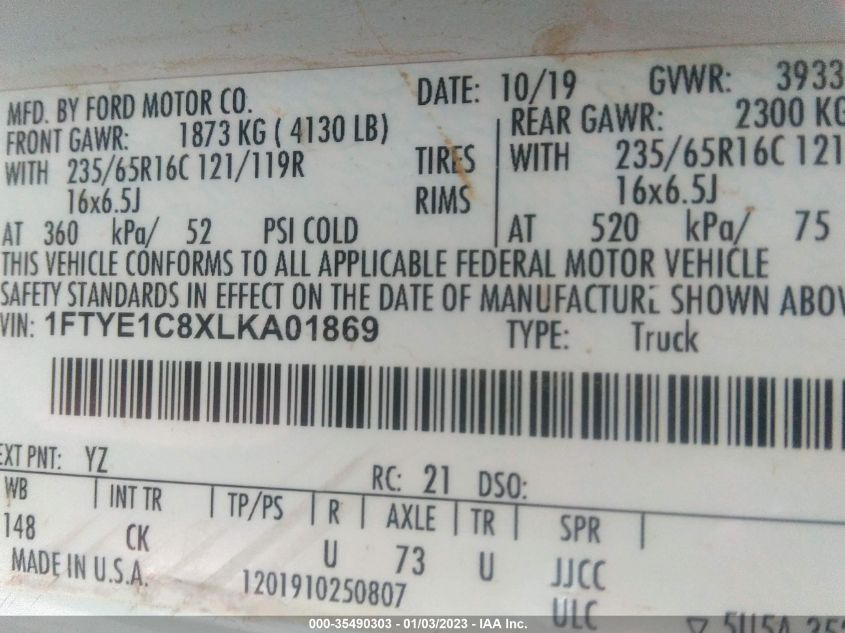 MFD. BY FORD MOTOR CO. DATE: 10/19 GVWR: 3933
FRONT GAWR: 1873 KG ( 4130 LB) REAR GAWR: 2300 KG
WITH 235/65R16C 121/119R TIRES WITH 235/65R16C 121
16x6.5J RIMS 16x6.5J
AT 360 kPa/ 52 PSI COLD AT 520 kPa/ 75
THIS VEHICLE CONFORMS TO ALL APPLICABLE FEDERAL MOTOR VEHICLE
SAFETY STANDARDS IN EFFECT ON THE DATE OF MANUFACTURE SHOWN ABOV
VIN: 1FTYE1C8XLKA01869 TYPE: Truck
EXT PNT: YZ RC: 21 DSO:
WB INT TR TP/PS R AXLE TR SPR
148 CK U 73 U JJCC
MADE IN U.S.A. 1201910250807 ULC
000-35490303 - 01/03/2023 - IAA Inc.